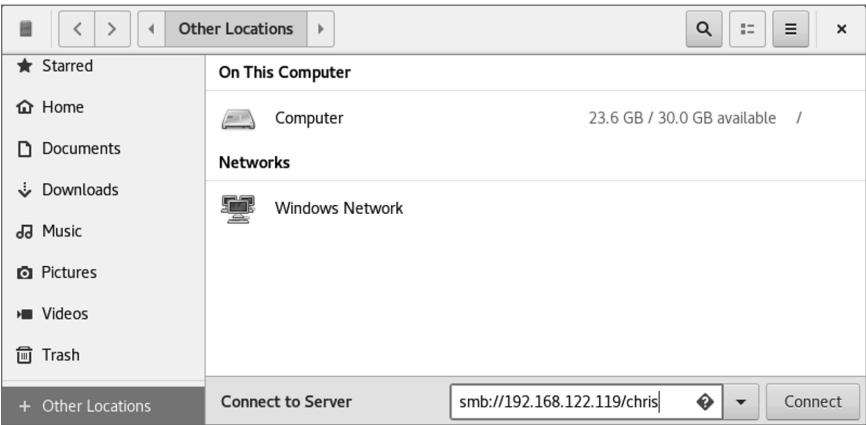 Other Locations
Starred
Home
Documents
Downloads
Music
Pictures
Videos
Trash
+ Other Locations
On This Computer
Computer 23.6 GB / 30.0 GB available /
Networks
Windows Network
Connect to Server smb://192.168.122.119/chris Connect